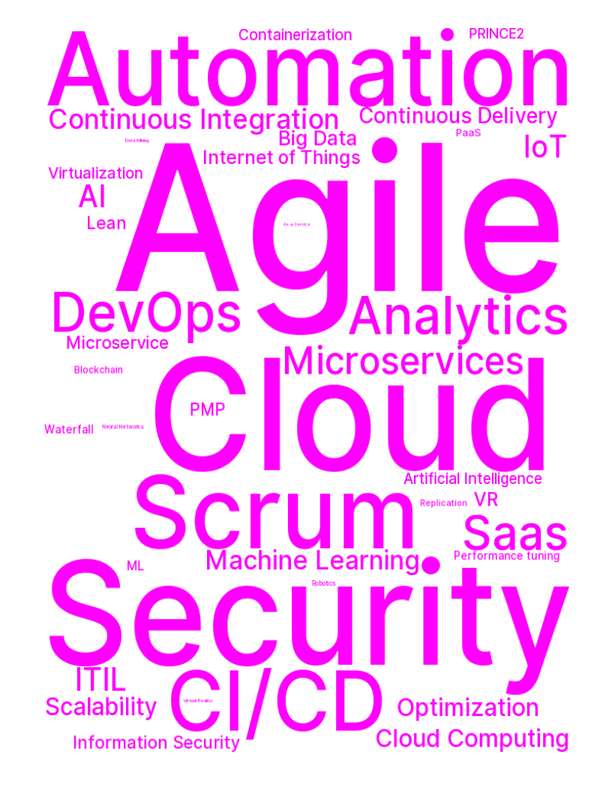 Containerization
PRINCE2
Automation
Continuous Integration
Continuous Delivery
Big Data
PaaS
Data Mining
IoT
Internet of Things
Virtualization
AI
Lean
Agile
As-a-Service
DevOps
Analytics
Microservice
Microservices
Blockchain
Cloud
PMP
Waterfall
Neural Networks
Artificial Intelligence
Scrum
Replication
VR
Saas
Performance tuning
Machine Learning
ML
Robotics
Security
ITIL
CI/CD
Virtual Reality
Scalability
Optimization
Information Security
Cloud Computing